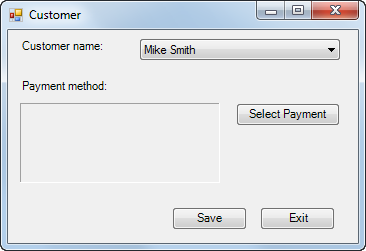 Customer
Customer name:
Mike Smith
Payment method:
Select Payment
Save
Exit